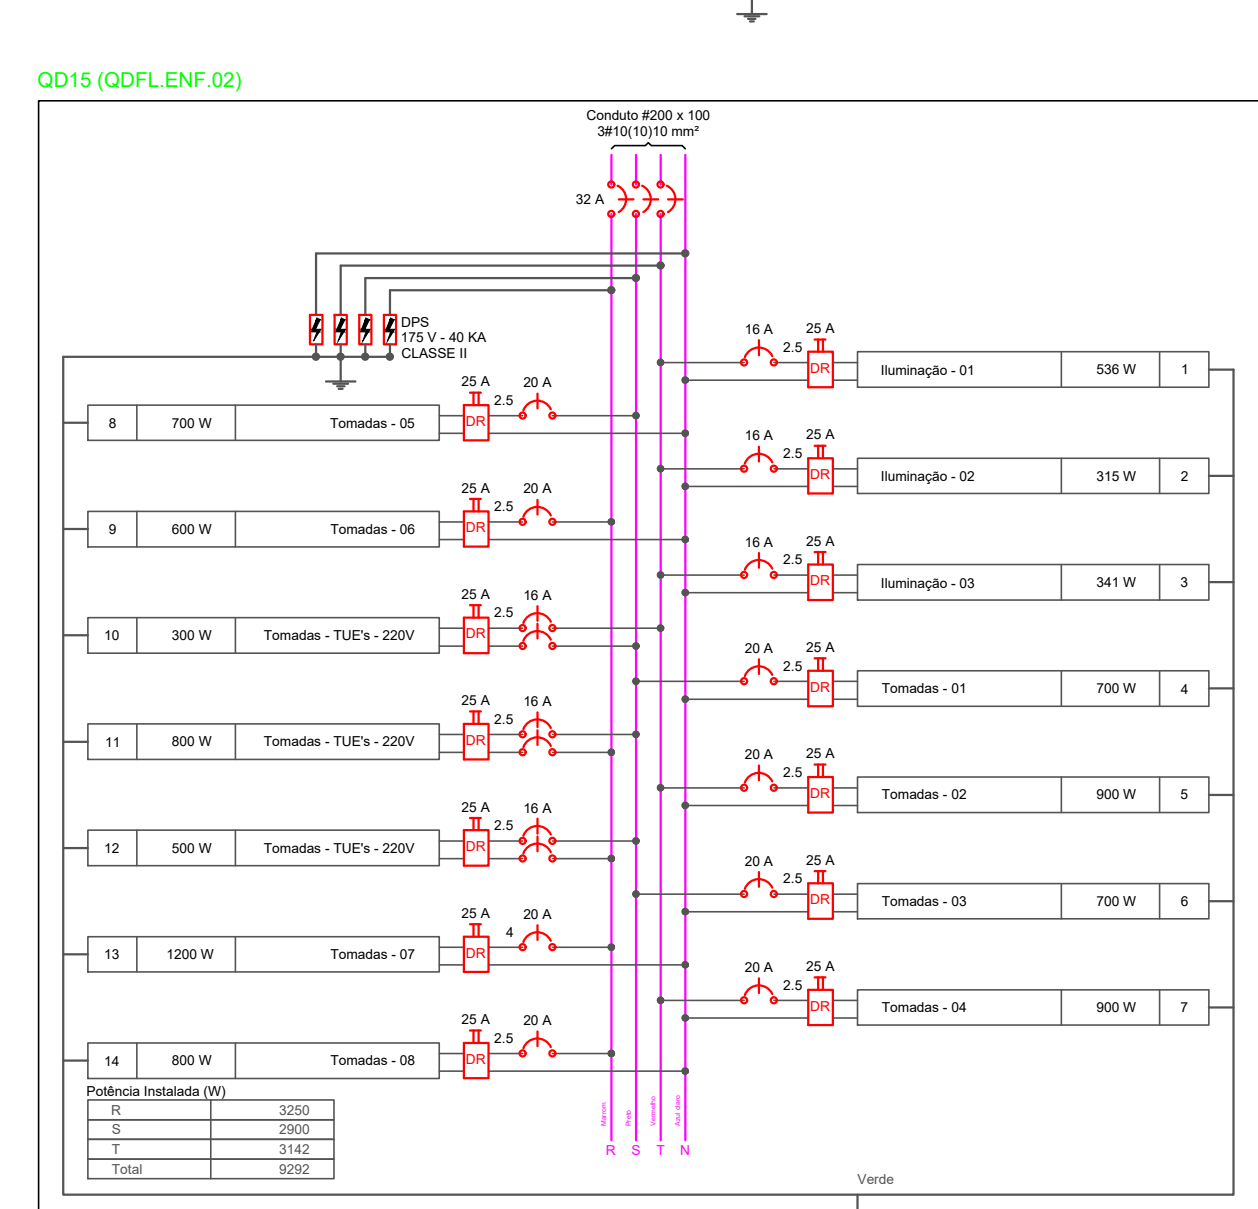 QD15 (QDFL.ENF.02)
Conduto #200 x 100
3#10(10)10 mm²
32 A
DPS
175 V - 40 KA
CLASSE II
16 A 2.5 25 A DR Iluminação - 01 536 W 1
16 A 2.5 25 A DR Iluminação - 02 315 W 2
16 A 2.5 25 A DR Iluminação - 03 341 W 3
20 A 2.5 25 A DR Tomadas - 01 700 W 4
20 A 2.5 25 A DR Tomadas - 02 900 W 5
20 A 2.5 25 A DR Tomadas - 03 700 W 6
20 A 2.5 25 A DR Tomadas - 04 900 W 7
8 700 W Tomadas - 05 25 A DR 2.5 20 A
9 600 W Tomadas - 06 25 A DR 2.5 20 A
10 300 W Tomadas - TUE's - 220V 25 A DR 2.5 16 A
11 800 W Tomadas - TUE's - 220V 25 A DR 2.5 16 A
12 500 W Tomadas - TUE's - 220V 25 A DR 2.5 16 A
13 1200 W Tomadas - 07 25 A DR 4 20 A
14 800 W Tomadas - 08 25 A DR 2.5 20 A
Potência Instalada (W)
R 3250
S 2900
T 3142
Total 9292
Marrom Preto Vermelho Azul claro
R S T N
Verde